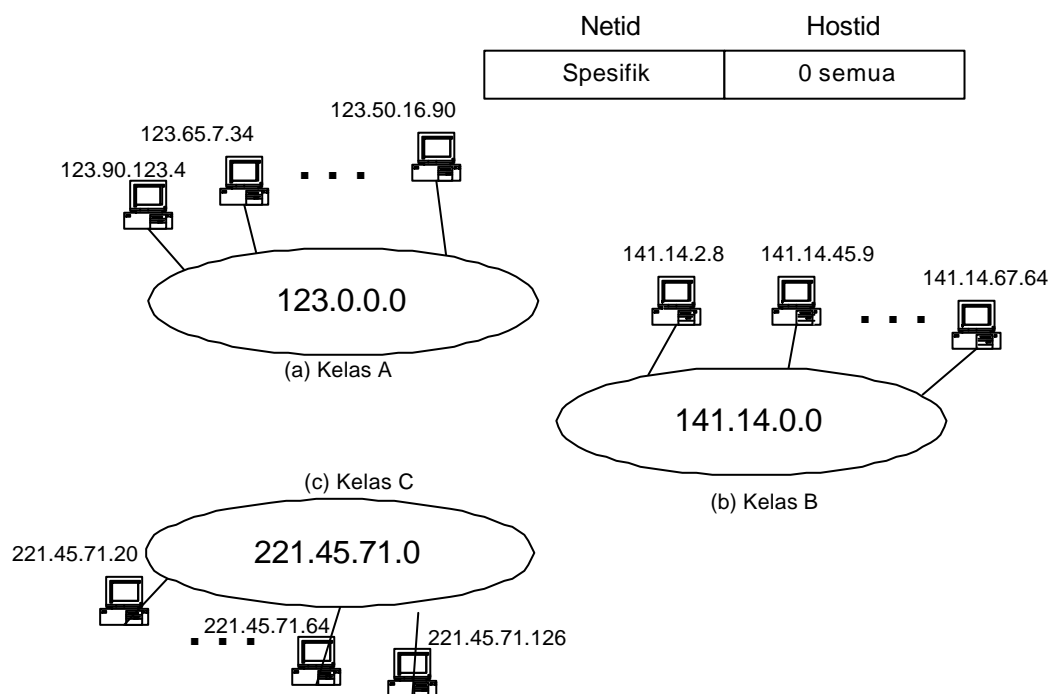 Netid Hostid
Spesifik 0 semua
123.50.16.90
123.65.7.34
123.90.123.4
. . .
123.0.0.0
(a) Kelas A
141.14.2.8 141.14.45.9
141.14.67.64
. . .
141.14.0.0
(b) Kelas B
(c) Kelas C
221.45.71.0
221.45.71.20
. . .
221.45.71.64
221.45.71.126